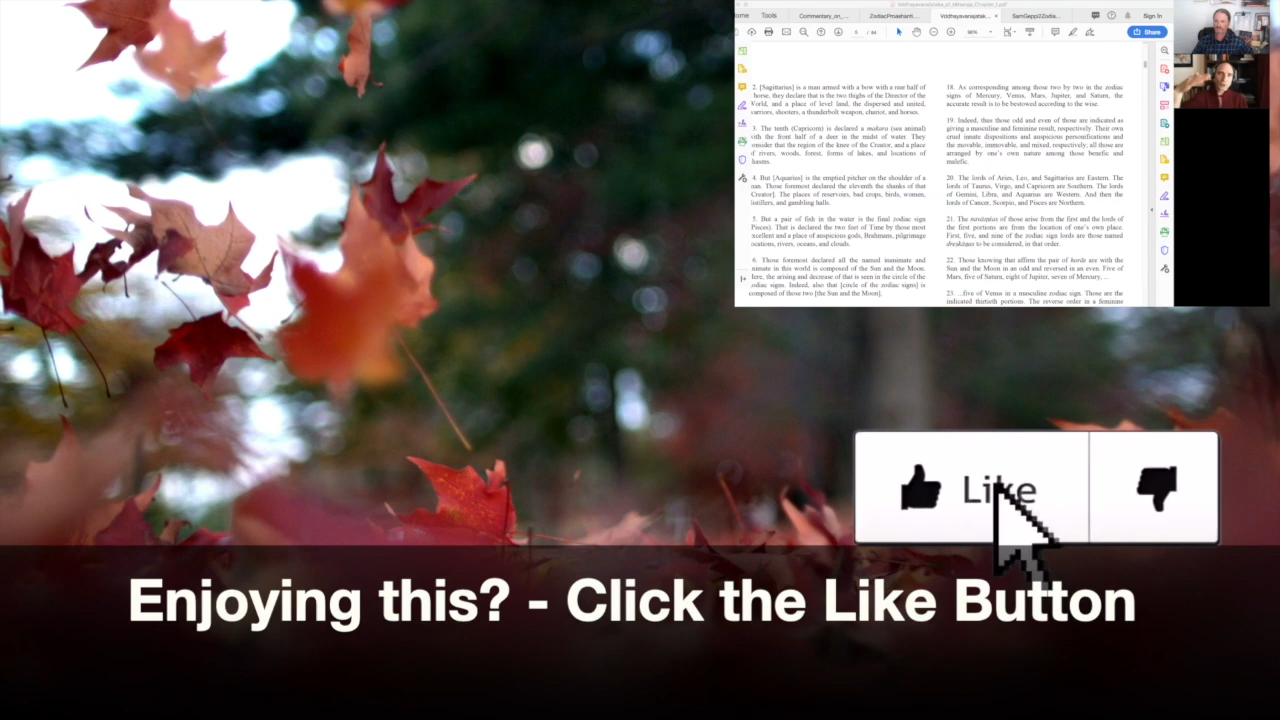 Home Tools Commentary_on_... ZodiacPrnashanti... Vddhayavanajatak... × SamGeppi2Zodia... Sign In
5 / 84 98% Share
2. [Sagittarius] is a man armed with a bow with a rear half of
horse, they declare that is the two thighs of the Director of the
World, and a place of level land, the dispersed and united,
warriors, shooters, a thunderbolt weapon, chariot, and horses.
3. The tenth (Capricorn) is declared a makara (sea animal)
with the front half of a deer in the midst of water. They
consider that the region of the knee of the Creator, and a place
of rivers, woods, forest, forms of lakes, and locations of
chasms.
4. But [Aquarius] is the emptied pitcher on the shoulder of a
man. Those foremost declared the eleventh the shanks of that
Creator]. The places of reservoirs, bad crops, birds, women,
distillers, and gambling halls.
5. But a pair of fish in the water is the final zodiac sign
Pisces). That is declared the two feet of Time by those most
excellent and a place of auspicious gods, Brahmans, pilgrimage
locations, rivers, oceans, and clouds.
6. Those foremost declared all the named inanimate and
animate in this world is composed of the Sun and the Moon.
Here, the arising and decrease of that is seen in the circle of the
zodiac signs. Indeed, also that [circle of the zodiac signs] is
composed of those two [the Sun and the Moon].
18. As corresponding among those two by two in the zodiac
signs of Mercury, Venus, Mars, Jupiter, and Saturn, the
accurate result is to be bestowed according to the wise.
19. Indeed, thus those odd and even of those are indicated as
giving a masculine and feminine result, respectively. Their own
crud innate dispositions and auspicious personifications and
the movable, immovable, and mixed, respectively; all those are
arranged by one's own nature among those benefic and
malefic.
20. The lords of Aries, Leo, and Sagittarius are Eastern. The
lords of Taurus, Virgo, and Capricorn are Southern. The lords
of Gemini, Libra, and Aquarius are Western. And then the
lords of Cancer, Scorpio, and Pisces are Northern.
21. The navāṃśas of those arise from the first and the lords of
the first portions are from the location of one's own place.
First, five, and nine of the zodiac sign lords are those named
dreṣkāṇas to be considered, in that order.
22. Those knowing that affirm the pair of horās are with the
Sun and the Moon in an odd and reversed in an even. Five of
Mars, five of Saturn, eight of Jupiter, seven of Mercury, ...
23. ...five of Venus in a masculine zodiac sign. Those are the
indicated thirtieth portions. The reverse order in a feminine
Like
Enjoying this? - Click the Like Button